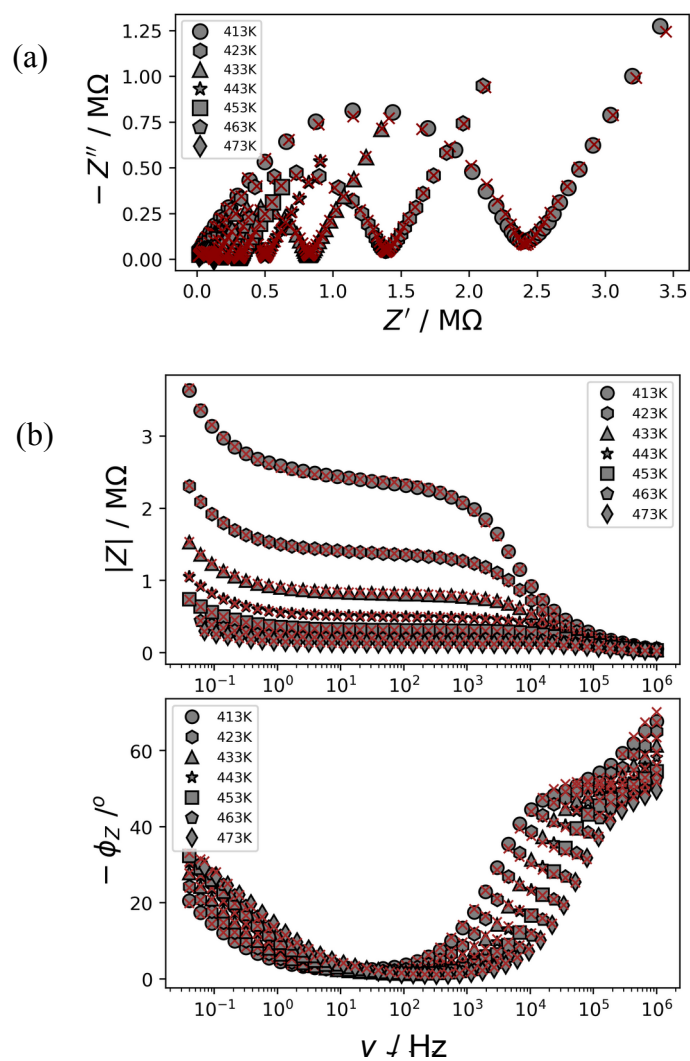 (a)
413K
423K
433K
443K
453K
463K
473K
− Z′′ / MΩ
1.25
1.00
0.75
0.50
0.25
0.00
0.0 0.5 1.0 1.5 2.0 2.5 3.0 3.5
Z′ / MΩ
(b)
413K
423K
433K
443K
453K
463K
473K
|Z| / MΩ
3
2
1
0
10⁻¹ 10⁰ 10¹ 10² 10³ 10⁴ 10⁵ 10⁶
413K
423K
433K
443K
453K
463K
473K
− ϕZ /°
60
40
20
0
10⁻¹ 10⁰ 10¹ 10² 10³ 10⁴ 10⁵ 10⁶
Hz